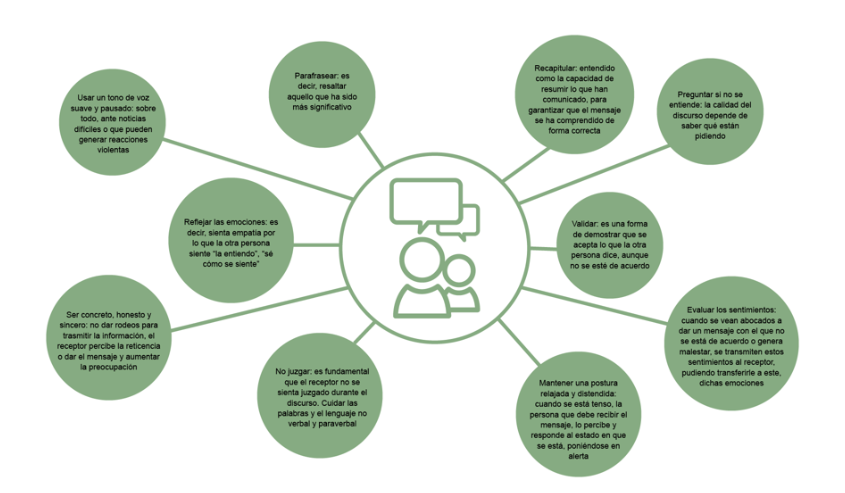 Parafrasear: es
decir, resaltar
aquello que ha sido
más significativo
Recapitular: entendido
como la capacidad de
resumir lo que han
comunicado, para
garantizar que el mensaje
se ha comprendido de
forma correcta
Usar un tono de voz
suave y pausado: sobre
todo, ante noticias
difíciles o que pueden
generar reacciones
violentas
Preguntar si no se
entiende: la calidad del
discurso depende de
saber qué están
pidiendo
Reflejar las emociones: es
decir, sienta empatía por
lo que la otra persona
siente “la entiendo”, “sé
cómo se siente”
Validar: es una forma
de demostrar que se
acepta lo que la otra
persona dice, aunque
no se esté de acuerdo
Ser concreto, honesto y
sincero: no dar rodeos para
trasmitir la información, el
receptor percibe la reticencia
o dar el mensaje y aumentar
la preocupación
Evaluar los sentimientos:
cuando se vean abocados a
dar un mensaje con el que no
se está de acuerdo o genera
malestar, se transmiten estos
sentimientos al receptor,
pudiendo transferirle a este,
dichas emociones
No juzgar: es fundamental
que el receptor no se
sienta juzgado durante el
discurso. Cuidar las
palabras y el lenguaje no
verbal y paraverbal
Mantener una postura
relajada y distendida:
cuando se está tenso, la
persona que debe recibir el
mensaje, lo percibe y
responde al estado en que
se está, poniéndose en
alerta